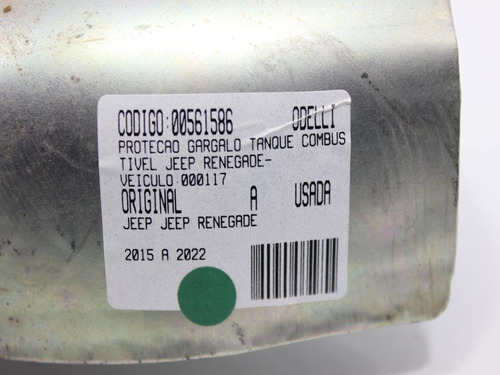 CODIGO:00561586 ODELLI
PROTECAO GARGALO TANQUE COMBUS
TIVEL JEEP RENEGADE-
VEICULO 000117
ORIGINAL A USADA
JEEP JEEP RENEGADE
2015 A 2022